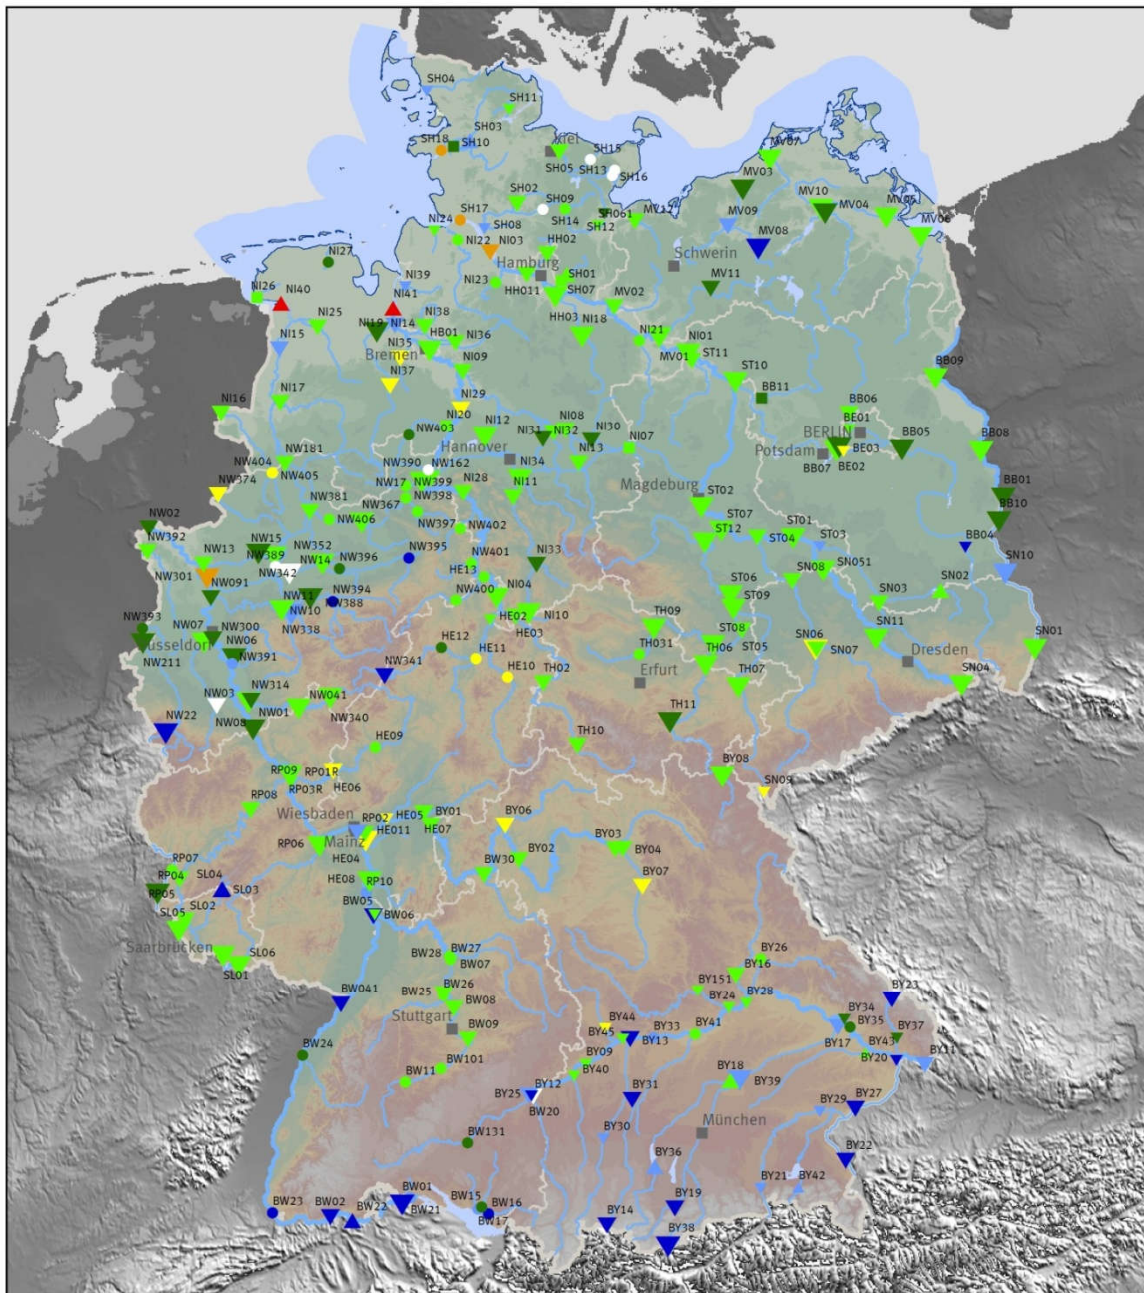 SH04
SH11
SH03
SH18
SH10
Kiel
SH15
SH05
SH13
SH16
MV07
MV03
SH02
SH09
MV10
MV05
SH17
SH14
SH061
MV12
MV09
MV04
MV06
NI24
SH08
SH12
NI22
NI03
HH02
MV08
NI27
Hamburg
Schwerin
NI39
NI23
SH01
NI26
NI40
HH011
SH07
MV11
NI41
MV02
NI25
NI19
NI14
NI38
HH03
NI18
HB01
NI36
NI21
NI01
NI15
NI35
Bremen
MV01
ST11
NI09
BB09
NI37
ST10
BB11
NI17
NI29
NI16
BB06
NI20
NI08
BE01
NW403
NI12
NI31
NI32
NI30
BERLIN
Hannover
NI07
BE03
BB05
BB08
NW181
NI13
Potsdam
BB07
BE02
NW404
NW390
NW162
NI34
NW405
NW399
NW374
NW17
NI28
NI11
Magdeburg
BB01
NW381
NW398
ST02
NW367
BB10
NW02
NW406
NW397
NW402
ST07
ST12
ST01
NW392
ST04
ST03
BB04
NW15
NW352
NW395
NW13
NW389
NW14
NW396
NW401
NI33
SN10
NW301
NW342
HE13
SN08
SN051
NW091
NW394
NI04
ST06
SN02
NW11
NW388
NW400
SN03
NW393
NW10
ST09
NW07
NW300
NW338
HE02
NI10
TH09
ST08
SN11
Düsseldorf
NW06
HE12
HE03
SN06
SN01
NW211
NW391
HE11
TH031
TH06
ST05
SN07
Dresden
NW341
HE10
TH02
Erfurt
TH07
SN04
NW03
NW314
NW041
NW22
NW01
NW08
NW340
TH11
HE09
TH10
RP09
RP01R
BY08
RP03R
HE06
SN09
RP08
Wiesbaden
RP02
HE05
BY01
BY06
HE011
HE07
Mainz
BY03
RP06
BY02
BY04
HE04
RP07
BW30
RP04
SL04
HE08
RP10
BY07
RP05
SL03
SL02
BW05
SL05
BW06
Saarbrücken
SL06
BW28
BW27
BY26
BW07
SL01
BY16
BY151
BW25
BW26
BY23
BW041
BW08
BY24
BY28
Stuttgart
BY44
BY34
BW09
BY45
BY33
BY41
BY35
BY13
BY17
BY37
BW24
BY43
BW101
BY09
BY20
BY11
BW11
BY40
BY18
BY12
BY39
BY25
BY31
BY27
BW20
BY29
München
BW131
BY30
BY22
BY36
BY21
BY42
BW01
BW15
BW23
BW02
BW22
BW21
BW16
BY19
BW17
BY14
BY38